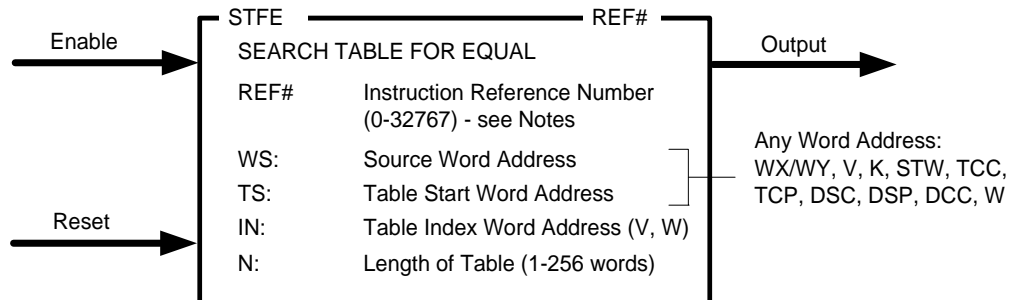 STFE REF#
Enable
SEARCH TABLE FOR EQUAL
Output
REF# Instruction Reference Number
(0-32767) - see Notes
WS: Source Word Address
TS: Table Start Word Address
Any Word Address:
WX/WY, V, K, STW, TCC,
TCP, DSC, DSP, DCC, W
Reset
IN: Table Index Word Address (V, W)
N: Length of Table (1-256 words)